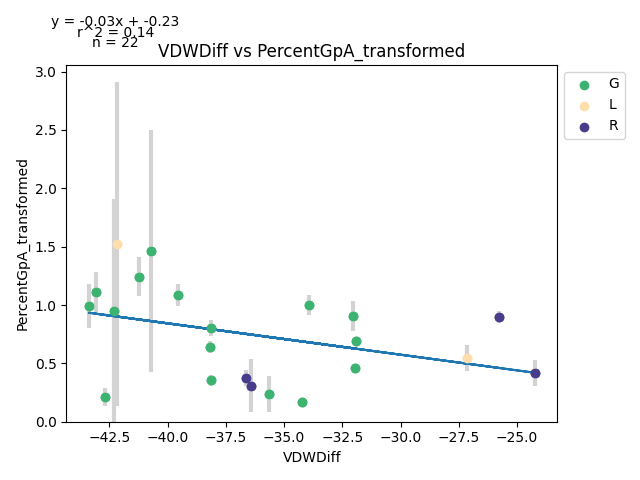 y = -0.03x + -0.23
r^2 = 0.14
n = 22
VDWDiff vs PercentGpA_transformed
G
L
R
PercentGpA_transformed
3.0
2.5
2.0
1.5
1.0
0.5
0.0
−42.5 −40.0 −37.5 −35.0 −32.5 −30.0 −27.5 −25.0
VDWDiff